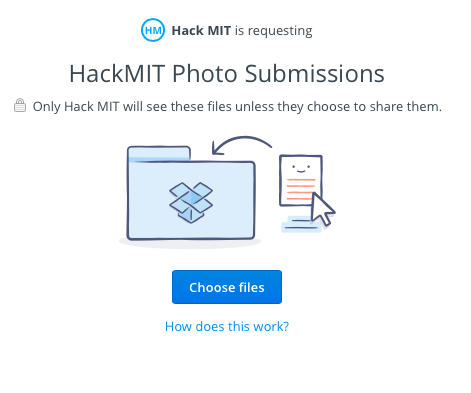 HM Hack MIT is requesting
HackMIT Photo Submissions
Only Hack MIT will see these files unless they choose to share them.
Choose files
How does this work?